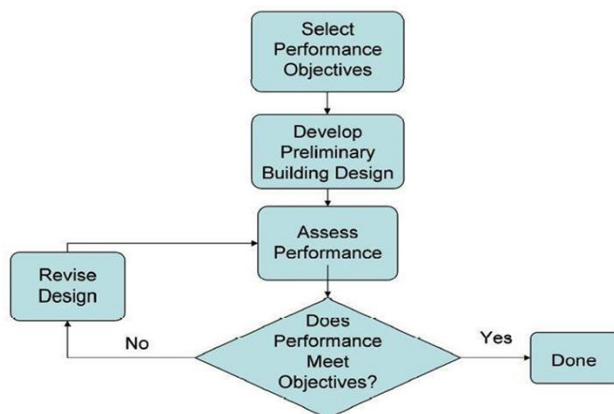 Select
Performance
Objectives
Develop
Preliminary
Building Design
Assess
Performance
Revise
Design
Does
Performance
Meet
Objectives?
No
Yes
Done